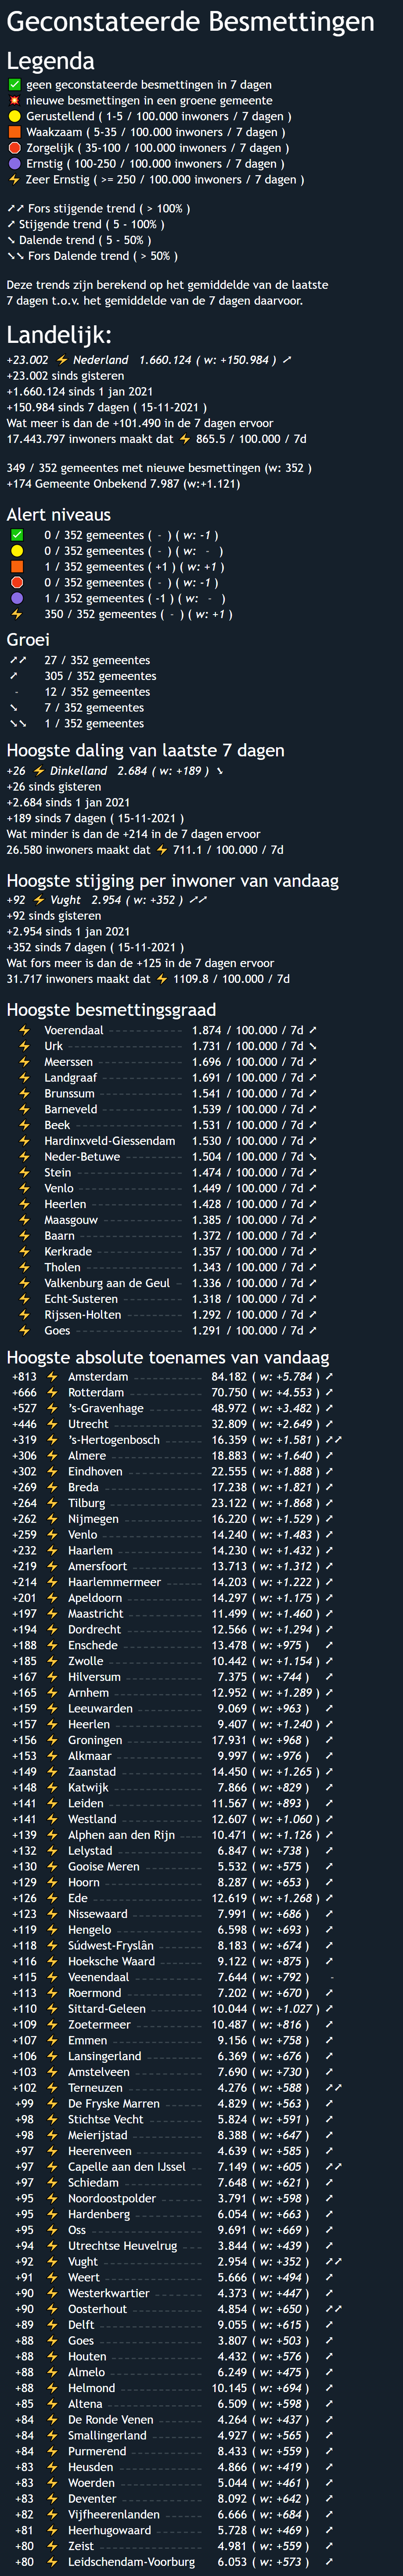 Geconstateerde Besmettingen
Legenda
✅ geen geconstateerde besmettingen in 7 dagen
💥 nieuwe besmettingen in een groene gemeente
🟡 Gerustellend ( 1-5 / 100.000 inwoners / 7 dagen )
🟧 Waakzaam ( 5-35 / 100.000 inwoners / 7 dagen )
🛑 Zorgelijk ( 35-100 / 100.000 inwoners / 7 dagen )
🟣 Ernstig ( 100-250 / 100.000 inwoners / 7 dagen )
⚡ Zeer Ernstig ( >= 250 / 100.000 inwoners / 7 dagen )
➚➚ Fors stijgende trend ( > 100% )
➚ Stijgende trend ( 5 - 100% )
➘ Dalende trend ( 5 - 50% )
➘➘ Fors Dalende trend ( > 50% )
Deze trends zijn berekend op het gemiddelde van de laatste
7 dagen t.o.v. het gemiddelde van de 7 dagen daarvoor.
Landelijk:
+23.002 ⚡ Nederland 1.660.124 ( w: +150.984 ) ➚
+23.002 sinds gisteren
+1.660.124 sinds 1 jan 2021
+150.984 sinds 7 dagen ( 15-11-2021 )
Wat meer is dan de +101.490 in de 7 dagen ervoor
17.443.797 inwoners maakt dat ⚡ 865.5 / 100.000 / 7d
349 / 352 gemeentes met nieuwe besmettingen (w: 352 )
+174 Gemeente Onbekend 7.987 (w:+1.121)
Alert niveaus
✅ 0 / 352 gemeentes ( - ) ( w: -1 )
🟡 0 / 352 gemeentes ( - ) ( w: - )
🟧 1 / 352 gemeentes ( +1 ) ( w: +1 )
🛑 0 / 352 gemeentes ( - ) ( w: -1 )
🟣 1 / 352 gemeentes ( -1 ) ( w: - )
⚡ 350 / 352 gemeentes ( - ) ( w: +1 )
Groei
➚➚ 27 / 352 gemeentes
➚ 305 / 352 gemeentes
- 12 / 352 gemeentes
➘ 7 / 352 gemeentes
➘➘ 1 / 352 gemeentes
Hoogste daling van laatste 7 dagen
+26 ⚡ Dinkelland 2.684 ( w: +189 ) ➘
+26 sinds gisteren
+2.684 sinds 1 jan 2021
+189 sinds 7 dagen ( 15-11-2021 )
Wat minder is dan de +214 in de 7 dagen ervoor
26.580 inwoners maakt dat ⚡ 711.1 / 100.000 / 7d
Hoogste stijging per inwoner van vandaag
+92 ⚡ Vught 2.954 ( w: +352 ) ➚➚
+92 sinds gisteren
+2.954 sinds 1 jan 2021
+352 sinds 7 dagen ( 15-11-2021 )
Wat fors meer is dan de +125 in de 7 dagen ervoor
31.717 inwoners maakt dat ⚡ 1109.8 / 100.000 / 7d
Hoogste besmettingsgraad
⚡ Voerendaal 1.874 / 100.000 / 7d ➚
⚡ Urk 1.731 / 100.000 / 7d ➘
⚡ Meerssen 1.696 / 100.000 / 7d ➚
⚡ Landgraaf 1.691 / 100.000 / 7d ➚
⚡ Brunssum 1.541 / 100.000 / 7d ➚
⚡ Barneveld 1.539 / 100.000 / 7d ➚
⚡ Beek 1.531 / 100.000 / 7d ➚
⚡ Hardinxveld-Giessendam 1.530 / 100.000 / 7d ➚
⚡ Neder-Betuwe 1.504 / 100.000 / 7d ➘
⚡ Stein 1.474 / 100.000 / 7d ➚
⚡ Venlo 1.449 / 100.000 / 7d ➚
⚡ Heerlen 1.428 / 100.000 / 7d ➚
⚡ Maasgouw 1.385 / 100.000 / 7d ➚
⚡ Baarn 1.372 / 100.000 / 7d ➚
⚡ Kerkrade 1.357 / 100.000 / 7d ➚
⚡ Tholen 1.343 / 100.000 / 7d ➚
⚡ Valkenburg aan de Geul 1.336 / 100.000 / 7d ➚
⚡ Echt-Susteren 1.318 / 100.000 / 7d ➚
⚡ Rijssen-Holten 1.292 / 100.000 / 7d ➚
⚡ Goes 1.291 / 100.000 / 7d ➚
Hoogste absolute toenames van vandaag
+813 ⚡ Amsterdam 84.182 ( w: +5.784 ) ➚
+666 ⚡ Rotterdam 70.750 ( w: +4.553 ) ➚
+527 ⚡ 's-Gravenhage 48.972 ( w: +3.482 ) ➚
+446 ⚡ Utrecht 32.809 ( w: +2.649 ) ➚
+319 ⚡ 's-Hertogenbosch 16.359 ( w: +1.581 ) ➚➚
+306 ⚡ Almere 18.883 ( w: +1.640 ) ➚
+302 ⚡ Eindhoven 22.555 ( w: +1.888 ) ➚
+269 ⚡ Breda 17.238 ( w: +1.821 ) ➚
+264 ⚡ Tilburg 23.122 ( w: +1.868 ) ➚
+262 ⚡ Nijmegen 16.220 ( w: +1.529 ) ➚
+259 ⚡ Venlo 14.240 ( w: +1.483 ) ➚
+232 ⚡ Haarlem 14.230 ( w: +1.432 ) ➚
+219 ⚡ Amersfoort 13.713 ( w: +1.312 ) ➚
+214 ⚡ Haarlemmermeer 14.203 ( w: +1.222 ) ➚
+201 ⚡ Apeldoorn 14.297 ( w: +1.175 ) ➚
+197 ⚡ Maastricht 11.499 ( w: +1.460 ) ➚
+194 ⚡ Dordrecht 12.566 ( w: +1.294 ) ➚
+188 ⚡ Enschede 13.478 ( w: +975 ) ➚
+185 ⚡ Zwolle 10.442 ( w: +1.154 ) ➚
+167 ⚡ Hilversum 7.375 ( w: +744 ) ➚
+165 ⚡ Arnhem 12.952 ( w: +1.289 ) ➚
+159 ⚡ Leeuwarden 9.069 ( w: +963 ) ➚
+157 ⚡ Heerlen 9.407 ( w: +1.240 ) ➚
+156 ⚡ Groningen 17.931 ( w: +968 ) ➚
+153 ⚡ Alkmaar 9.997 ( w: +976 ) ➚
+149 ⚡ Zaanstad 14.450 ( w: +1.265 ) ➚
+148 ⚡ Katwijk 7.866 ( w: +829 ) ➚
+141 ⚡ Leiden 11.567 ( w: +893 ) ➚
+141 ⚡ Westland 12.607 ( w: +1.060 ) ➚
+139 ⚡ Alphen aan den Rijn 10.471 ( w: +1.126 ) ➚
+132 ⚡ Lelystad 6.847 ( w: +738 ) ➚
+130 ⚡ Gooise Meren 5.532 ( w: +575 ) ➚
+129 ⚡ Hoorn 8.287 ( w: +653 ) ➚
+126 ⚡ Ede 12.619 ( w: +1.268 ) ➚
+123 ⚡ Nissewaard 7.991 ( w: +686 ) ➚
+119 ⚡ Hengelo 6.598 ( w: +693 ) ➚
+118 ⚡ Súdwest-Fryslân 8.183 ( w: +674 ) ➚
+116 ⚡ Hoeksche Waard 9.122 ( w: +875 ) ➚
+115 ⚡ Veenendaal 7.644 ( w: +792 ) -
+113 ⚡ Roermond 7.202 ( w: +670 ) ➚
+110 ⚡ Sittard-Geleen 10.044 ( w: +1.027 ) ➚
+109 ⚡ Zoetermeer 10.487 ( w: +816 ) ➚
+107 ⚡ Emmen 9.156 ( w: +758 ) ➚
+106 ⚡ Lansingerland 6.369 ( w: +676 ) ➚
+103 ⚡ Amstelveen 7.690 ( w: +730 ) ➚
+102 ⚡ Terneuzen 4.276 ( w: +588 ) ➚➚
+99 ⚡ De Fryske Marren 4.829 ( w: +563 ) ➚
+98 ⚡ Stichtse Vecht 5.824 ( w: +591 ) ➚
+98 ⚡ Meierijstad 8.388 ( w: +647 ) ➚
+97 ⚡ Heerenveen 4.639 ( w: +585 ) ➚
+97 ⚡ Capelle aan den IJssel 7.149 ( w: +605 ) ➚➚
+97 ⚡ Schiedam 7.648 ( w: +621 ) ➚
+95 ⚡ Noordoostpolder 3.791 ( w: +598 ) ➚
+95 ⚡ Hardenberg 6.054 ( w: +663 ) ➚
+95 ⚡ Oss 9.691 ( w: +669 ) ➚
+94 ⚡ Utrechtse Heuvelrug 3.844 ( w: +439 ) ➚
+92 ⚡ Vught 2.954 ( w: +352 ) ➚➚
+91 ⚡ Weert 5.666 ( w: +494 ) ➚
+90 ⚡ Westerkwartier 4.373 ( w: +447 ) ➚
+90 ⚡ Oosterhout 4.854 ( w: +650 ) ➚➚
+89 ⚡ Delft 9.055 ( w: +615 ) ➚
+88 ⚡ Goes 3.807 ( w: +503 ) ➚
+88 ⚡ Houten 4.432 ( w: +576 ) ➚
+88 ⚡ Almelo 6.249 ( w: +475 ) ➚
+88 ⚡ Helmond 10.145 ( w: +694 ) ➚
+85 ⚡ Altena 6.509 ( w: +598 ) ➚
+84 ⚡ De Ronde Venen 4.264 ( w: +437 ) ➚
+84 ⚡ Smallingerland 4.927 ( w: +565 ) ➚
+84 ⚡ Purmerend 8.433 ( w: +559 ) ➚
+83 ⚡ Heusden 4.866 ( w: +419 ) ➚
+83 ⚡ Woerden 5.044 ( w: +461 ) ➚
+83 ⚡ Deventer 8.092 ( w: +642 ) ➚
+82 ⚡ Vijfheerenlanden 6.666 ( w: +684 ) ➚
+81 ⚡ Heerhugowaard 5.728 ( w: +469 ) ➚
+80 ⚡ Zeist 4.981 ( w: +559 ) ➚
+80 ⚡ Leidschendam-Voorburg 6.053 ( w: +573 ) ➚